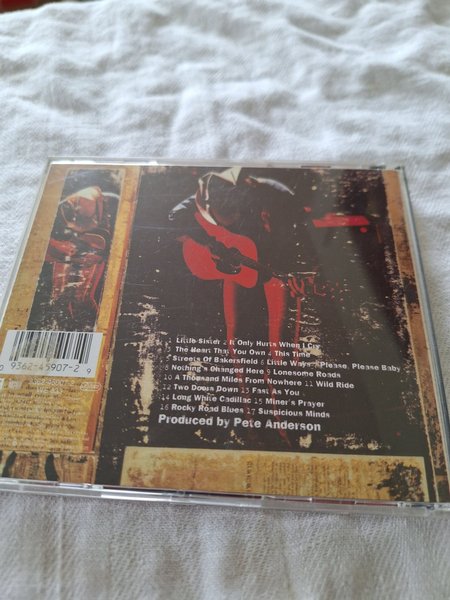 1 Little Sister 2 It Only Hurts When I Cry
3 The Heart That You Own 4 This Time
5 Streets Of Bakersfield 6 Little Ways 7 Please, Please Baby
8 Nothing's Changed Here 9 Lonesome Roads
10 A Thousand Miles From Nowhere 11 Wild Ride
12 Two Doors Down 13 Fast As You
14 Long White Cadillac 15 Miner's Prayer
16 Rocky Road Blues 17 Suspicious Minds
Produced by Pete Anderson
0 9362-45907-2 9